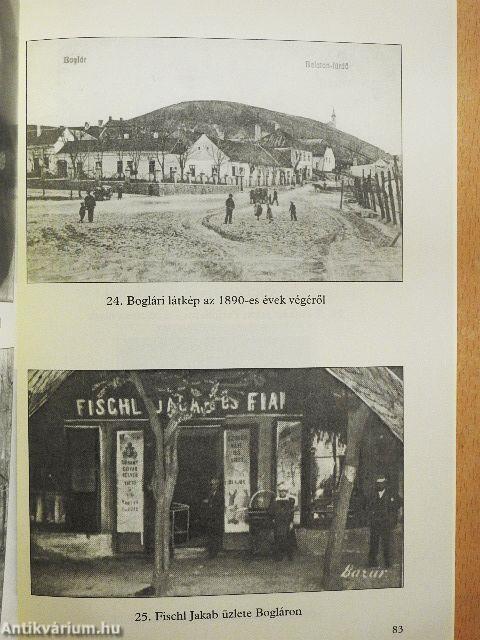 Boglár
Balaton-fürdő
24. Boglári látkép az 1890-es évek végéről
FISCHL JAKAB ÉS FIAI
Bazár
25. Fischl Jakab üzlete Bogláron
83
Antikvárium.hu